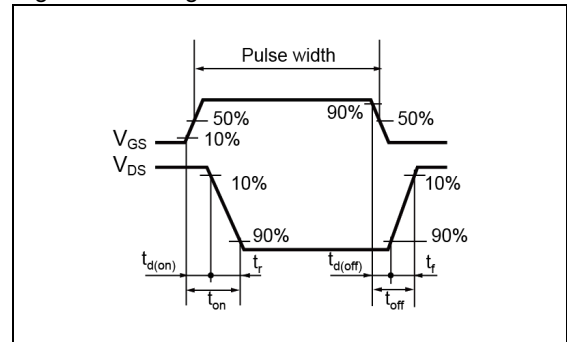 Pulse width
50%
90%
50%
10%
V_GS
V_DS
10%
10%
90%
90%
t_d(on)
t_r
t_d(off)
t_f
t_on
t_off